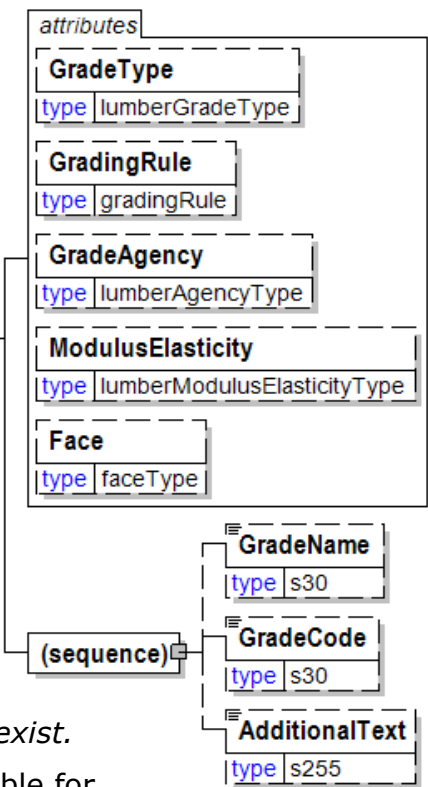 attributes
GradeType
type lumberGradeType
GradingRule
type gradingRule
GradeAgency
type lumberAgencyType
ModulusElasticity
type lumberModulusElasticityType
Face
type faceType
GradeName
type s30
(sequence)
GradeCode
type s30
exist.
AdditionalText
type s255
ble for